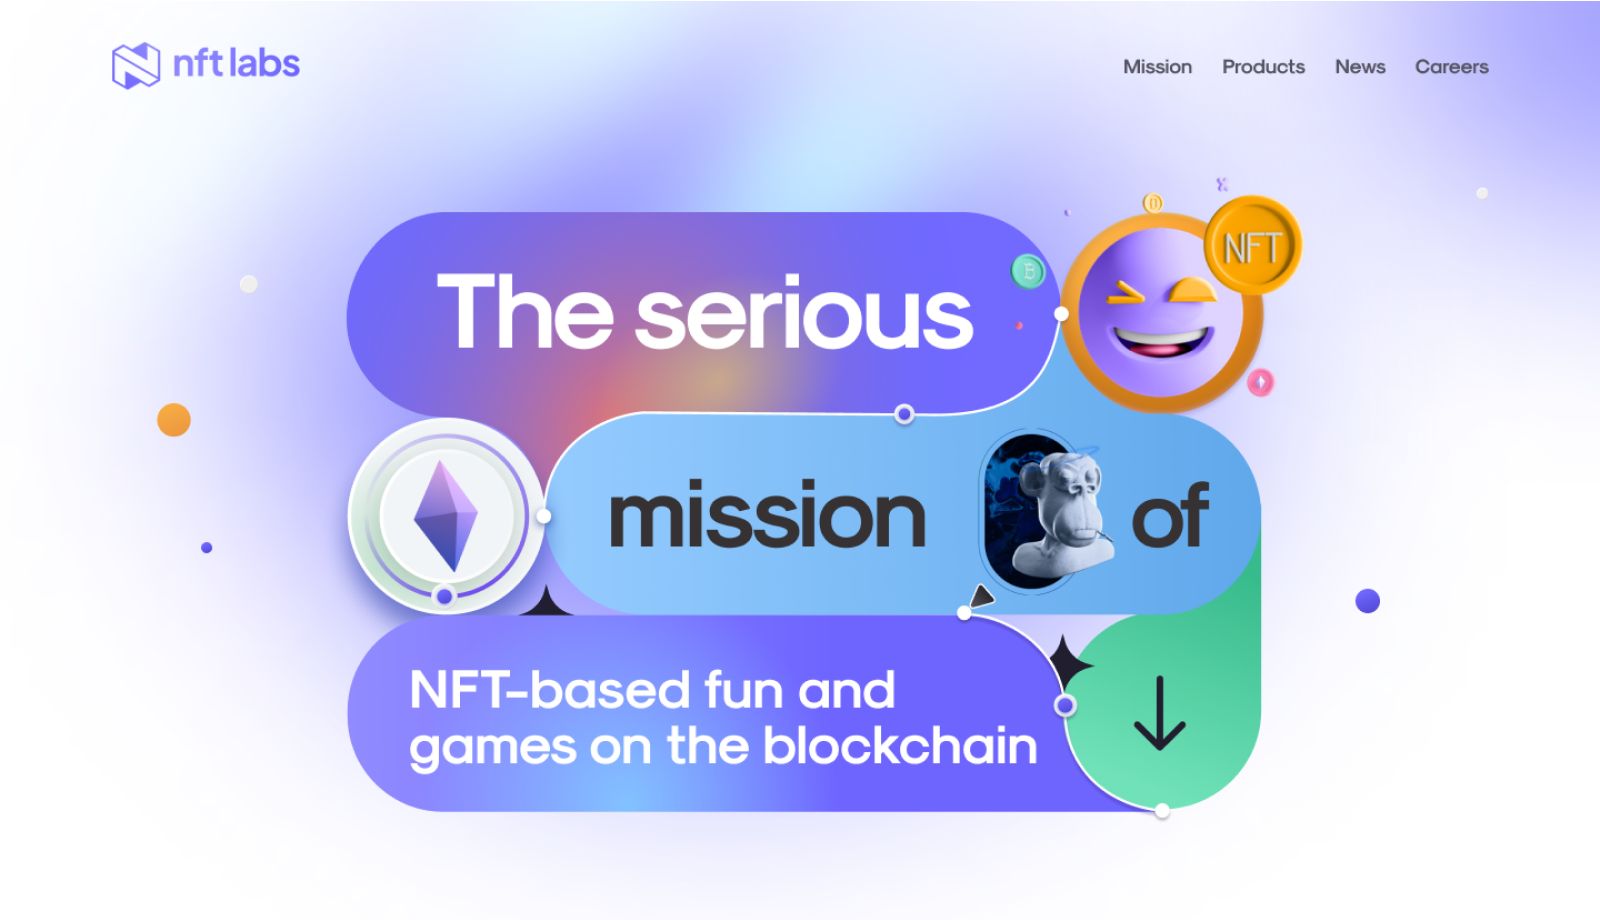 nft labs
Mission Products News Careers
NFT
B
The serious
mission of
NFT-based fun and
games on the blockchain